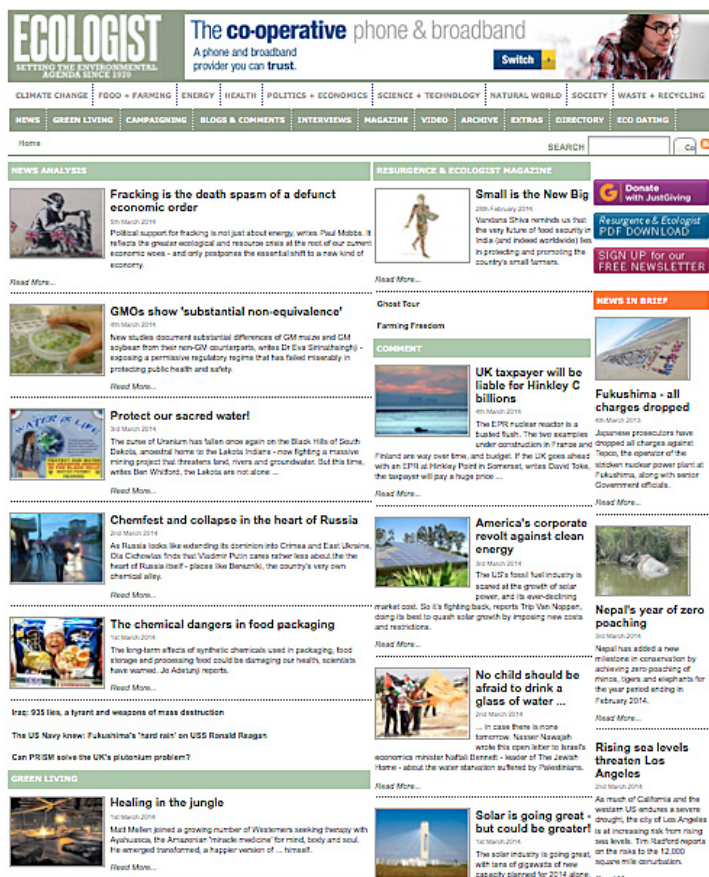 ECOLOGIST
SETTING THE ENVIRONMENTAL
AGENDA SINCE 1970
The co-operative phone & broadband
A phone and broadband
provider you can trust.
Switch
CLIMATE CHANGE FOOD + FARMING ENERGY HEALTH POLITICS + ECONOMICS SCIENCE + TECHNOLOGY NATURAL WORLD SOCIETY WASTE + RECYCLING
NEWS GREEN LIVING CAMPAIGNING BLOGS & COMMENTS INTERVIEWS MAGAZINE VIDEO ARCHIVE EXTRAS DIRECTORY ECO DATING
Home
SEARCH
Go
NEWS ANALYSIS
Fracking is the death spasm of a defunct
economic order
5th March 2014
Political support for fracking is not just about energy, writes Paul Mobbs. It
reflects the greater ecological and resource crisis at the root of our current
economic woes - and only postpones the essential shift to a new kind of
economy.
Read More...
GMOs show 'substantial non-equivalence'
4th March 2014
New studies document substantial differences of GM maize and GM
soybean from their non-GM counterparts, writes Dr Eva Sirinathsinghji -
exposing a permissive regulatory regime that has failed miserably in
protecting public health and safety.
Read More...
WATER IS LIFE
Protect our sacred water!
3rd March 2014
The curse of Uranium has fallen once again on the Black Hills of South
Dakota, ancestral home to the Lakota Indians - now fighting a massive
mining project that threatens land, rivers and groundwater. But this time,
writes Ben Whitford, the Lakota are not alone ...
Read More...
Chemfest and collapse in the heart of Russia
2nd March 2014
As Russia looks like extending its dominion into Crimea and East Ukraine,
Ola Cichowlas finds that Vladimir Putin cares rather less about the the
heart of Russia itself - places like Berezniki, the country's very own
chemical alley.
Read More...
The chemical dangers in food packaging
1st March 2014
The long-term effects of synthetic chemicals used in packaging, food
storage and processing food could be damaging our health, scientists
have warned. Jo Adetunji reports.
Read More...
Iraq: 935 lies, a tyrant and weapons of mass destruction
The US Navy knew: Fukushima's 'hard rain' on USS Ronald Reagan
Can PRISM solve the UK's plutonium problem?
GREEN LIVING
Healing in the jungle
1st March 2014
Matt Mellen joined a growing number of Westerners seeking therapy with
Ayahuasca, the Amazonian 'miracle medicine' for mind, body and soul.
He emerged transformed, a happier version of ... himself.
Read More...
RESURGENCE & ECOLOGIST MAGAZINE
Small is the New Big
28th February 2014
Vandana Shiva reminds us that
the very future of food security in
India (and indeed worldwide) lies
in protecting and promoting the
country's small farmers.
Read More...
Ghost Tour
Farming Freedom
COMMENT
UK taxpayer will be
liable for Hinkley C
billions
4th March 2014
The EPR nuclear reactor is a
busted flush. The two examples
under construction in France and
Finland are way over time, and budget. If the UK goes ahead
with an EPR at Hinkley Point in Somerset, writes David Toke,
the taxpayer will pay a huge price ...
Read More...
America's corporate
revolt against clean
energy
3rd March 2014
The US's fossil fuel industry is
scared at the growth of solar
power, and its ever-declining
market cost. So it's fighting back, reports Trip Van Noppen,
doing its best to quash solar growth by imposing new costs
and restrictions.
Read More...
No child should be
afraid to drink a
glass of water ...
2nd March 2014
... in case there is none
tomorrow. Nasser Nawajah
wrote this open letter to Israel's
economics minister Naftali Bennett - leader of The Jewish
Home - about the water starvation suffered by Palestinians.
Read More...
Solar is going great -
but could be greater!
1st March 2014
The solar industry is going great,
with tens of gigawatts of new
capacity planned for 2014 alone.
Donate
with JustGiving
Resurgence & Ecologist
PDF DOWNLOAD
SIGN UP for our
FREE NEWSLETTER
NEWS IN BRIEF
Fukushima - all
charges dropped
4th March 2013
Japanese prosecutors have
dropped all charges against
Tepco, the operator of the
stricken nuclear power plant at
Fukushima, along with senior
Government officials.
Read More...
Nepal's year of zero
poaching
3rd March 2014
Nepal has added a new
milestone in conservation by
achieving zero poaching of
rhinos, tigers and elephants for
the year period ending in
February 2014.
Read More...
Rising sea levels
threaten Los
Angeles
2nd March 2014
As much of California and the
western US endures a severe
drought, the city of Los Angeles
is at increasing risk from rising
sea levels. Tim Radford reports
on the risks to the 12,000
square mile conurbation.